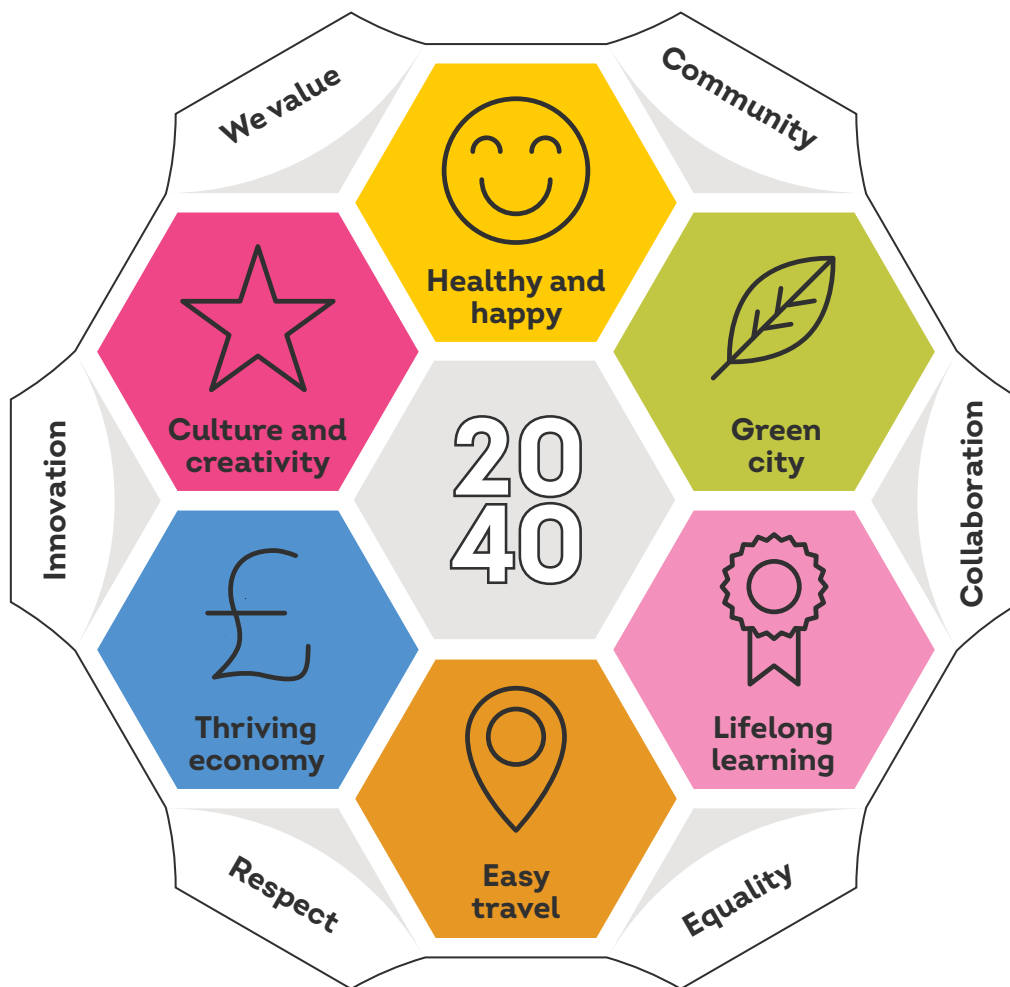 We value
Community
Healthy and
happy
Culture and
creativity
Green
city
Innovation
20
40
Collaboration
£
Thriving
economy
Lifelong
learning
Easy
travel
Respect
Equality